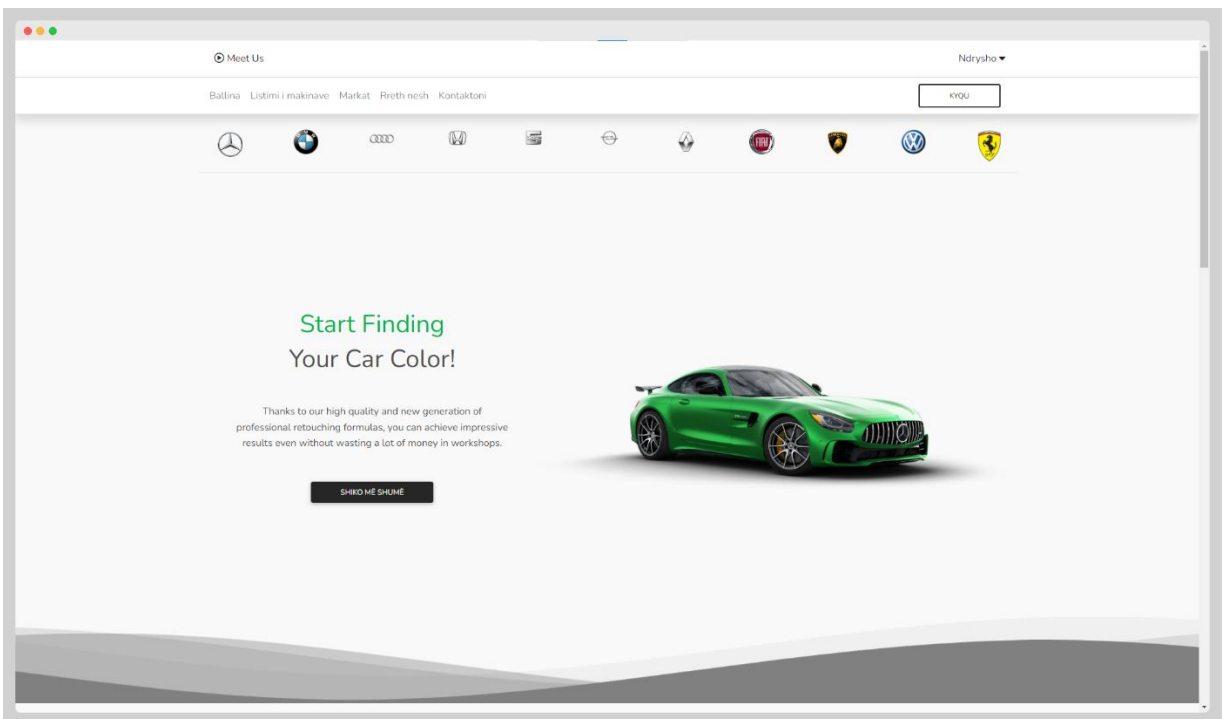 Meet Us
Ndrysho
Ballina Listimi i makinave Markat Rreth nesh Kontaktoni
KYQU
FIAT
Start Finding
Your Car Color!
Thanks to our high quality and new generation of
professional retouching formulas, you can achieve impressive
results even without wasting a lot of money in workshops.
SHIKO MË SHUMË